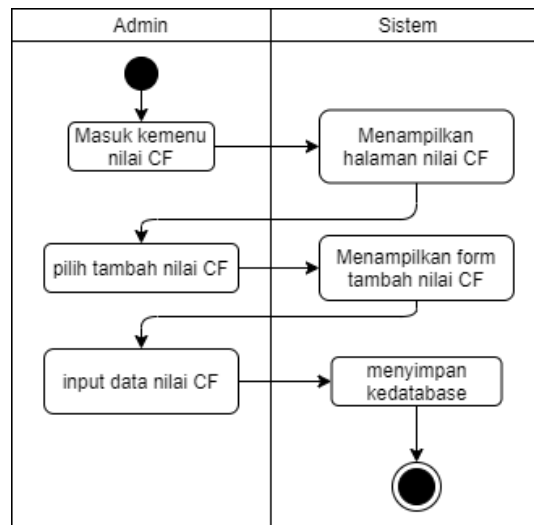 Admin
Sistem
Masuk kemenu
nilai CF
Menampilkan
halaman nilai CF
pilih tambah nilai CF
Menampilkan form
tambah nilai CF
input data nilai CF
menyimpan
kedatabase